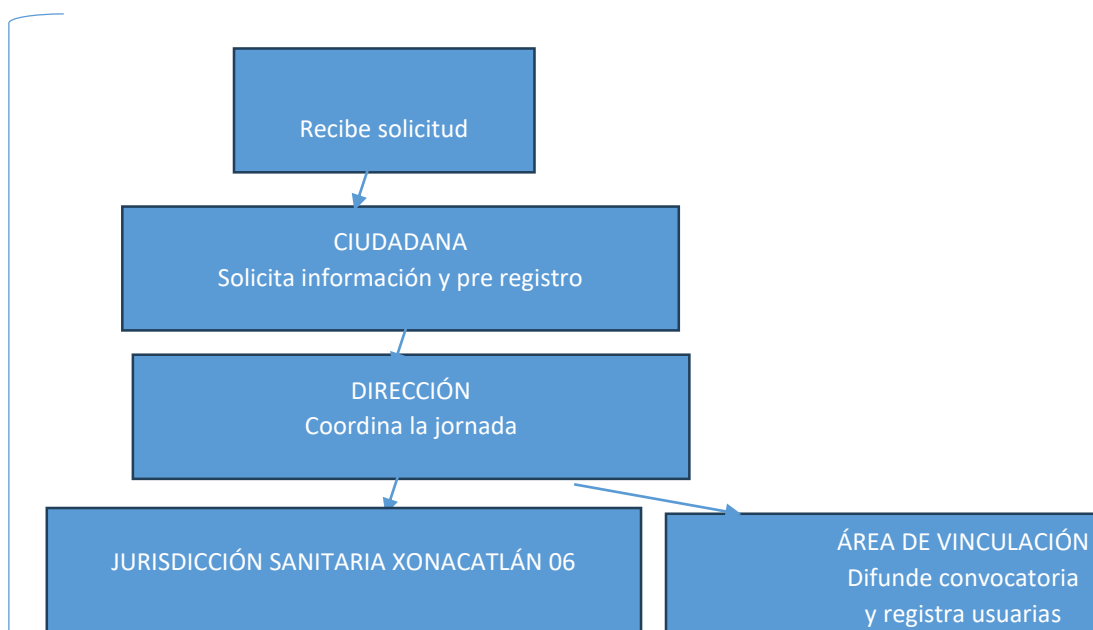 Recibe solicitud
CIUDADANA
Solicita información y pre registro
DIRECCIÓN
Coordina la jornada
JURISDICCIÓN SANITARIA XONACATLÁN 06
ÁREA DE VINCULACIÓN
Difunde convocatoria
y registra usuarias